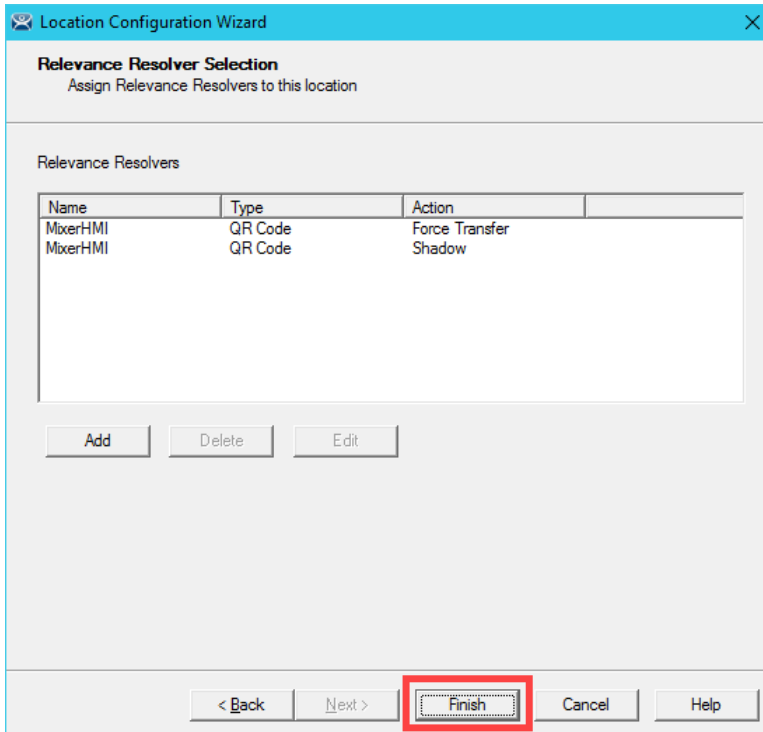 Location Configuration Wizard
Relevance Resolver Selection
Assign Relevance Resolvers to this location
Relevance Resolvers
Name Type Action
MixerHMI QR Code Force Transfer
MixerHMI QR Code Shadow
Add Delete Edit
< Back Next > Finish Cancel Help